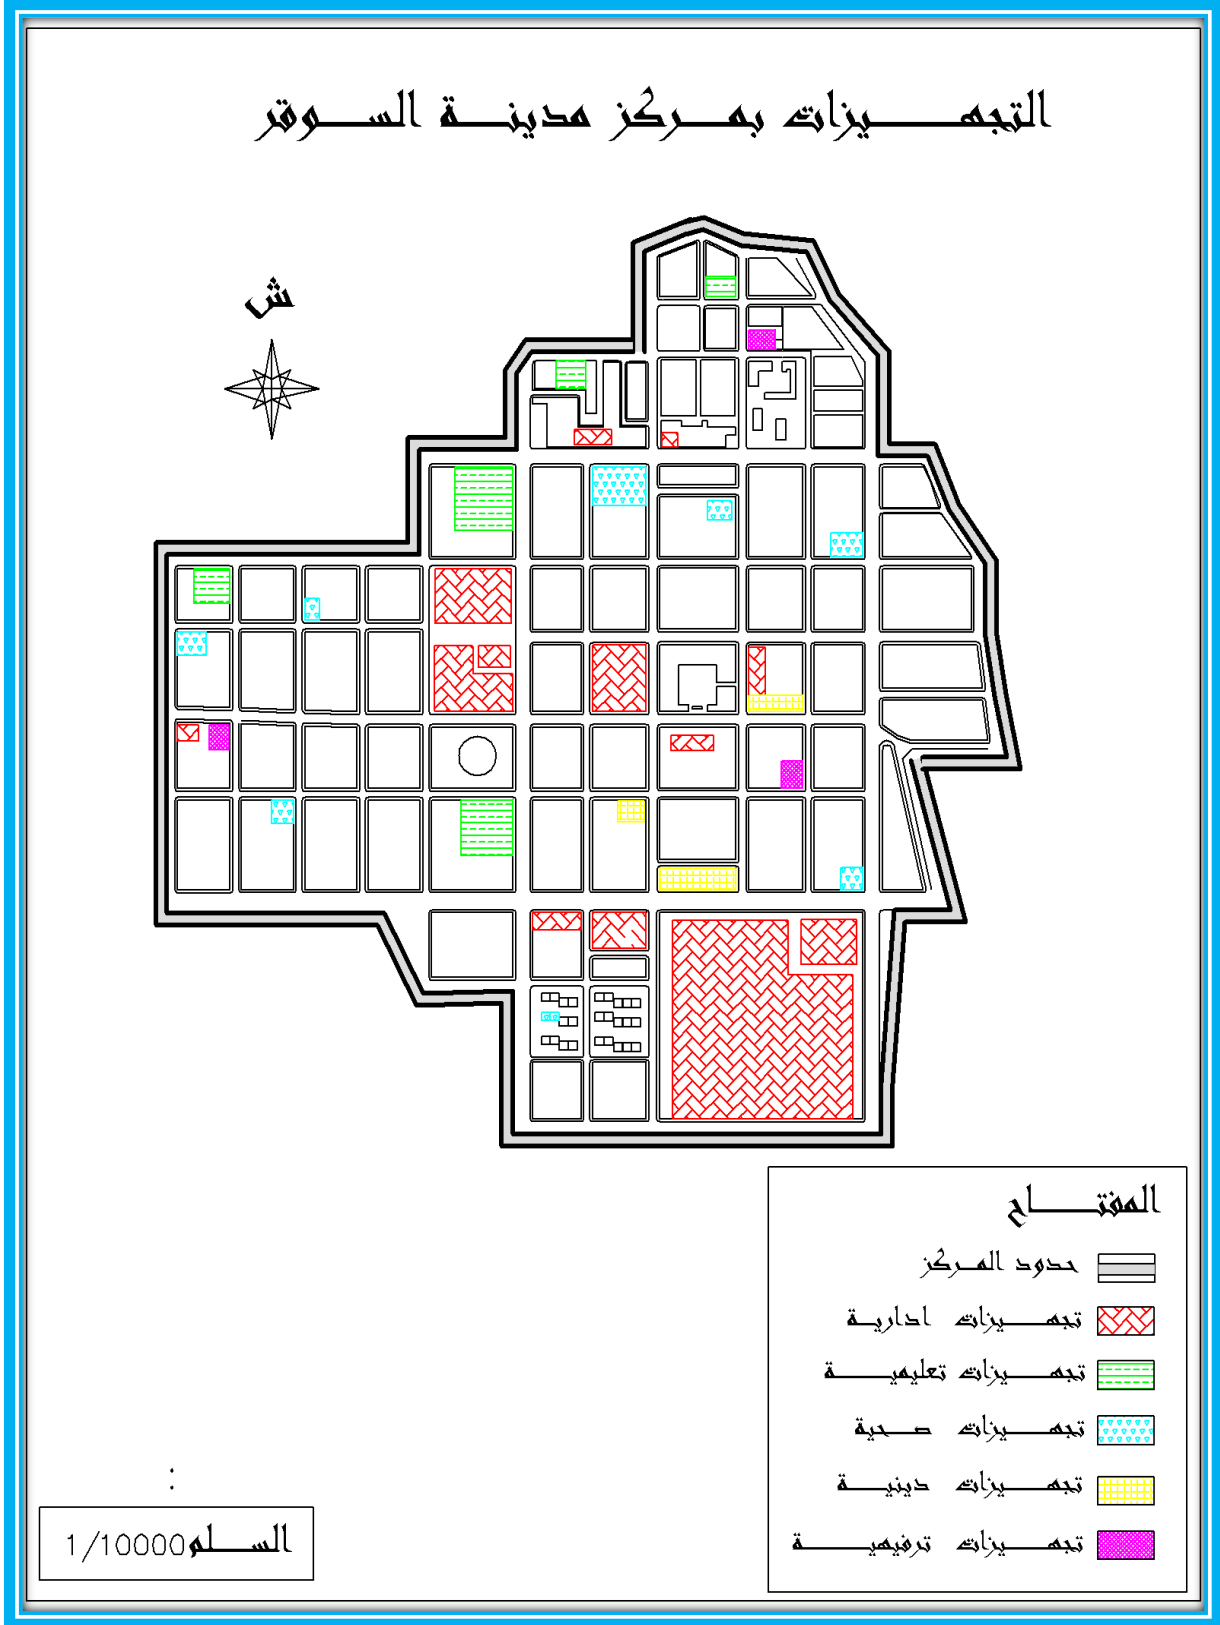 التجهيزات بمركز مدينة السوقر
ش
المفتاح
حدود المركز
تجهيزات ادارية
تجهيزات تعليمية
تجهيزات صحية
تجهيزات دينية
تجهيزات ترفيهية
:
السلم 1/10000